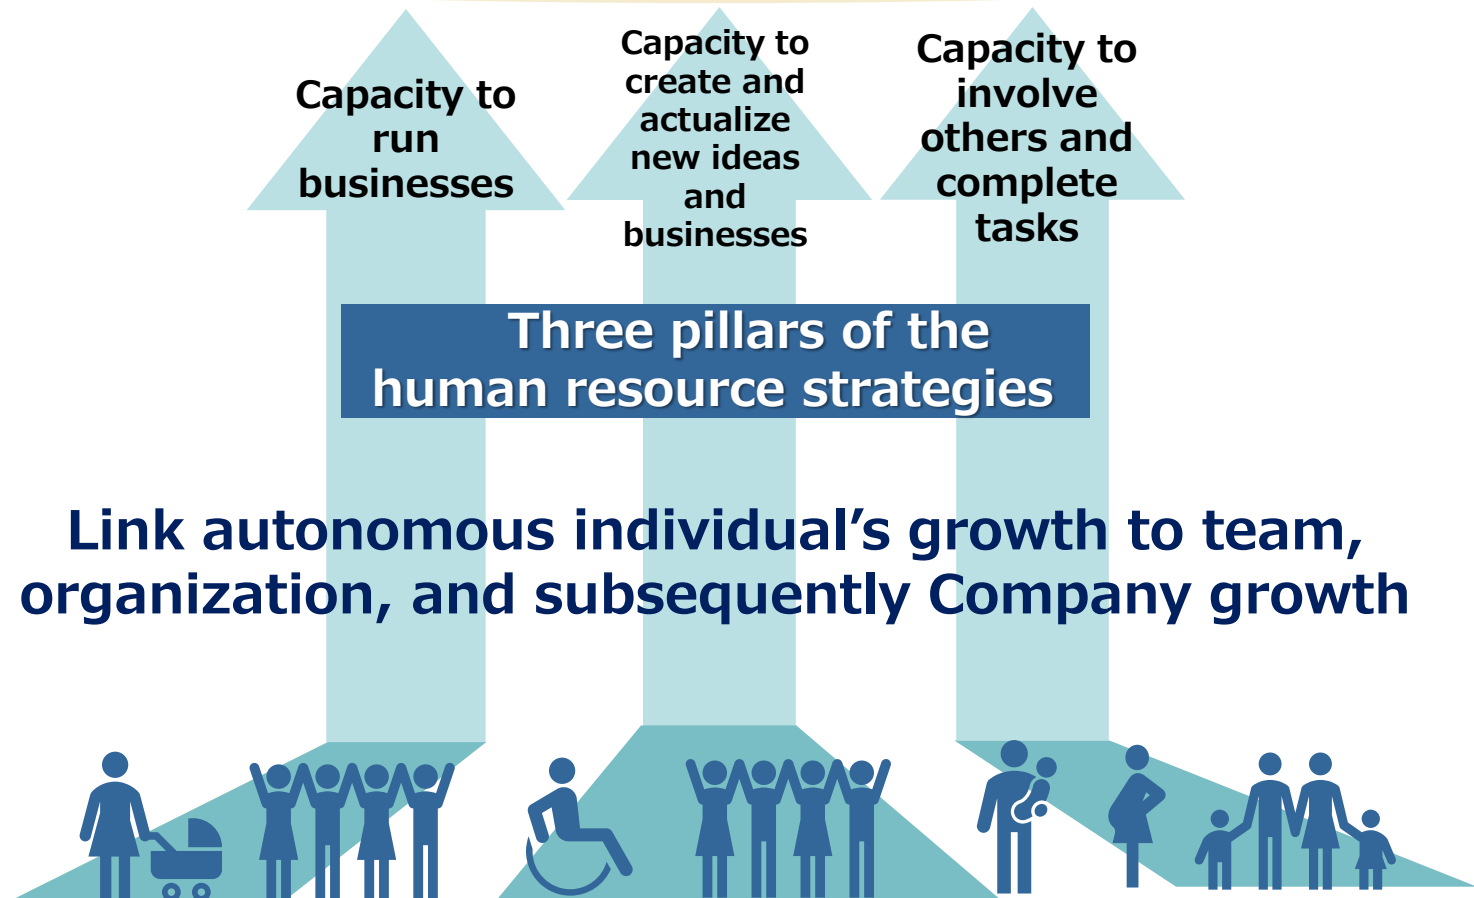 Capacity to
run
businesses
Capacity to
create and
actualize
new ideas
and
businesses
Capacity to
involve
others and
complete
tasks
Three pillars of the
human resource strategies
Link autonomous individual’s growth to team,
organization, and subsequently Company growth